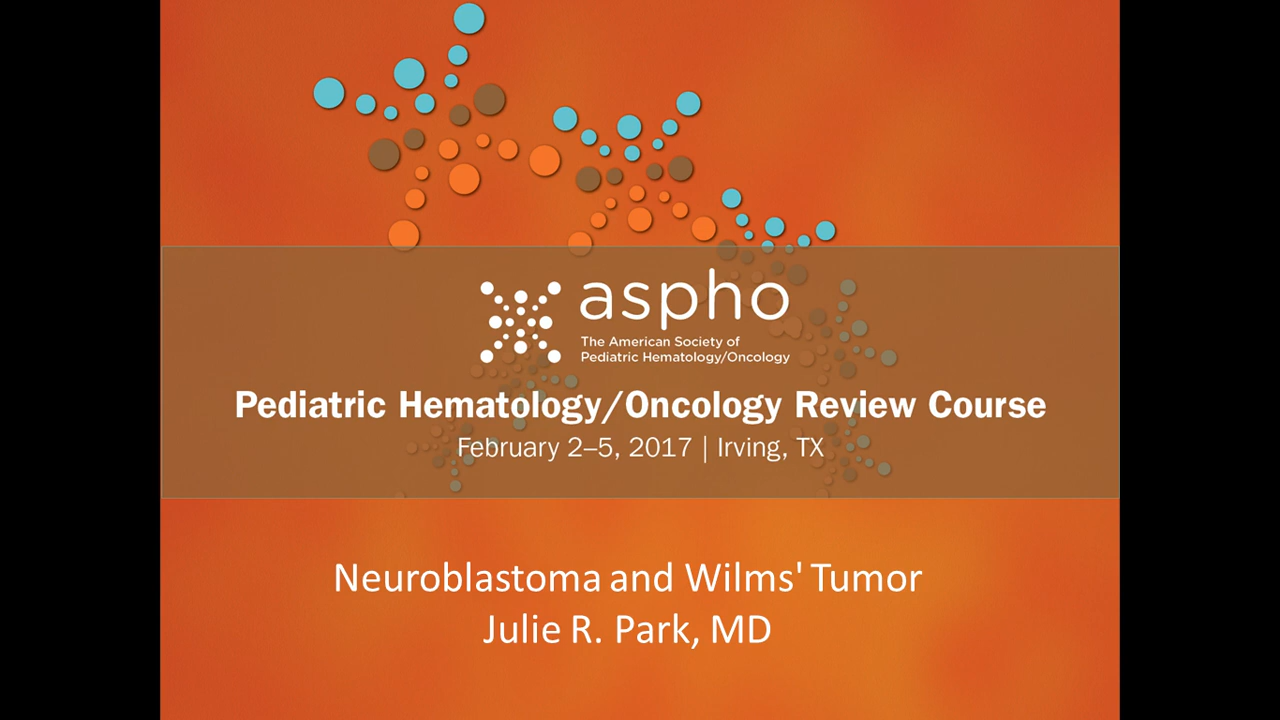 aspho
The American Society of
Pediatric Hematology/Oncology
Pediatric Hematology/Oncology Review Course
February 2–5, 2017 | Irving, TX
Neuroblastoma and Wilms' Tumor
Julie R. Park, MD